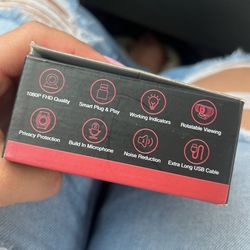 1080P FHD Quality
Smart Plug & Play
Working Indicators
Rotatable Viewing
Privacy Protection
Build In Microphone
Noise Reduction
Extra Long USB Cable